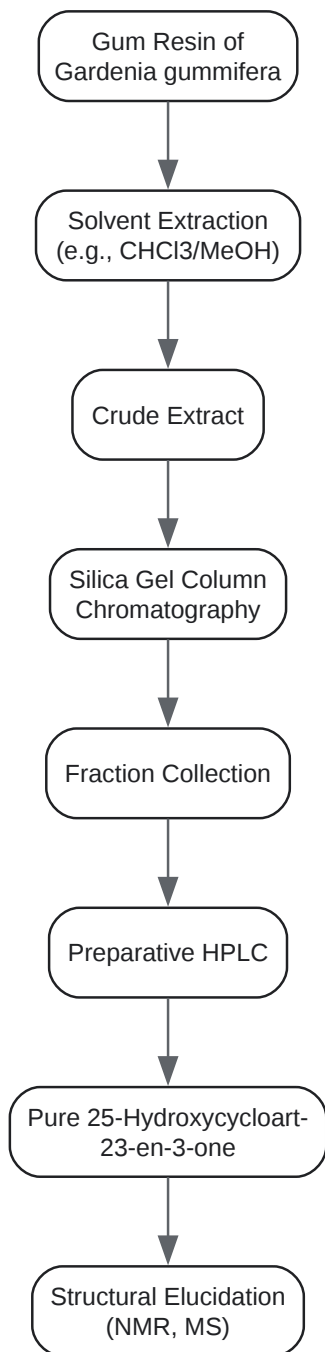 Gum Resin of
Gardenia gummifera
Solvent Extraction
(e.g., CHCl3/MeOH)
Crude Extract
Silica Gel Column
Chromatography
Fraction Collection
Preparative HPLC
Pure 25-Hydroxycycloart-
23-en-3-one
Structural Elucidation
(NMR, MS)